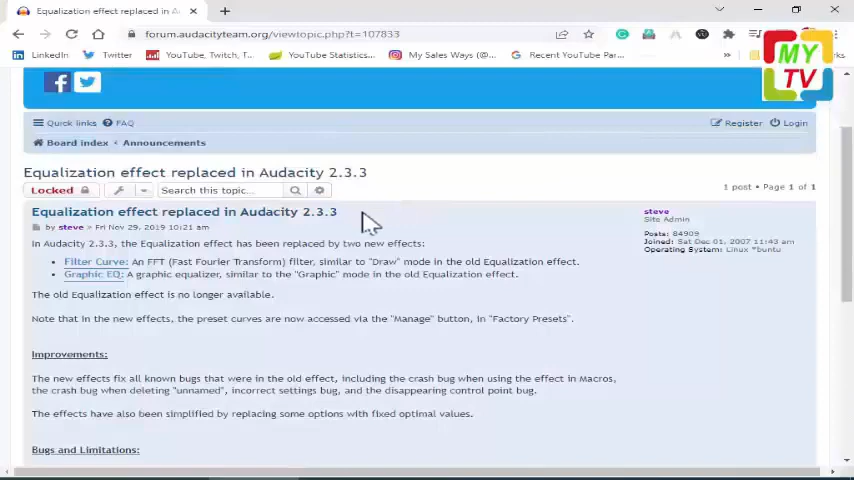 Equalization effect replaced in Au
forum.audacityteam.org/viewtopic.php?t=107833
LinkedIn
Twitter
YouTube, Twitch, T...
YouTube Statistics...
My Sales Ways (@...
Recent YouTube Par...
»
MY
TV
Quick links
FAQ
Register
Login
Board index ‹ Announcements
Equalization effect replaced in Audacity 2.3.3
Locked
Search this topic...
1 post • Page 1 of 1
Equalization effect replaced in Audacity 2.3.3
by steve » Fri Nov 29, 2019 10:21 am
steve
Site Admin
Posts: 84909
Joined: Sat Dec 01, 2007 11:43 am
Operating System: Linux *buntu
In Audacity 2.3.3, the Equalization effect has been replaced by two new effects:
• Filter Curve: An FFT (Fast Fourier Transform) filter, similar to "Draw" mode in the old Equalization effect.
• Graphic EQ: A graphic equalizer, similar to the "Graphic" mode in the old Equalization effect.
The old Equalization effect is no longer available.
Note that in the new effects, the preset curves are now accessed via the "Manage" button, in "Factory Presets".
Improvements:
The new effects fix all known bugs that were in the old effect, including the crash bug when using the effect in Macros,
the crash bug when deleting "unnamed", incorrect settings bug, and the disappearing control point bug.
The effects have also been simplified by replacing some options with fixed optimal values.
Bugs and Limitations: